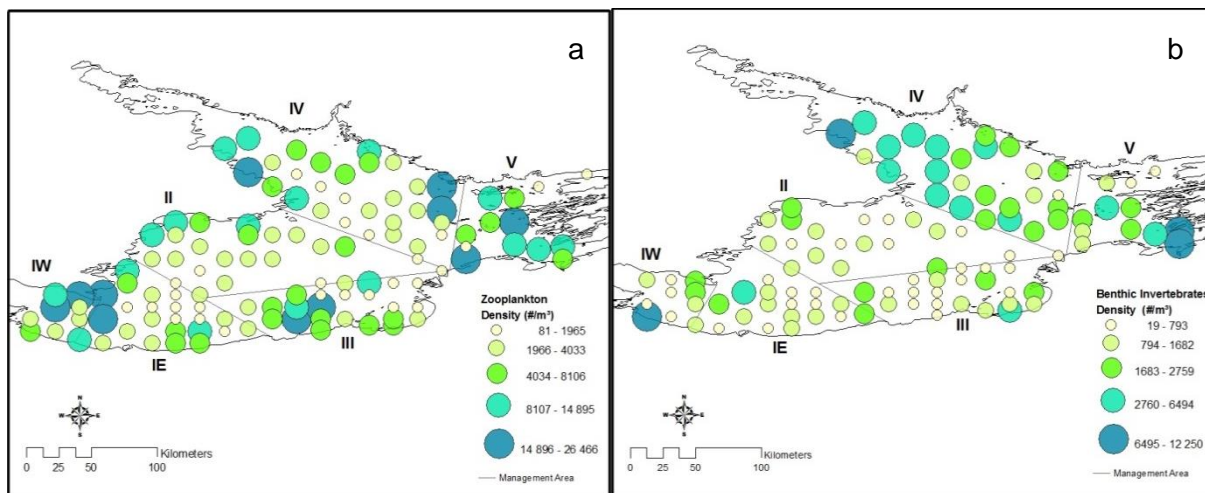 a
IV
V
II
IW
Zooplankton
Density (#/m³)
81 - 1965
1966 - 4033
4034 - 8106
8107 - 14 895
14 896 - 26 466
Management Area
III
IE
N
W E
S
Kilometers
0 25 50 100
b
IV
V
II
IW
Benthic Invertebrates
Density (#/m³)
19 - 793
794 - 1682
1683 - 2759
2760 - 6494
6495 - 12 250
Management Area
III
IE
N
W E
S
Kilometers
0 25 50 100